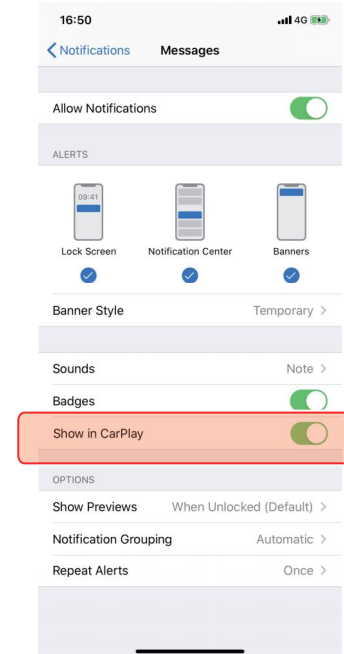 16:50 4G
Notifications Messages
Allow Notifications
ALERTS
09:41
Lock Screen Notification Center Banners
Banner Style Temporary
Sounds Note
Badges
Show in CarPlay
OPTIONS
Show Previews When Unlocked (Default)
Notification Grouping Automatic
Repeat Alerts Once